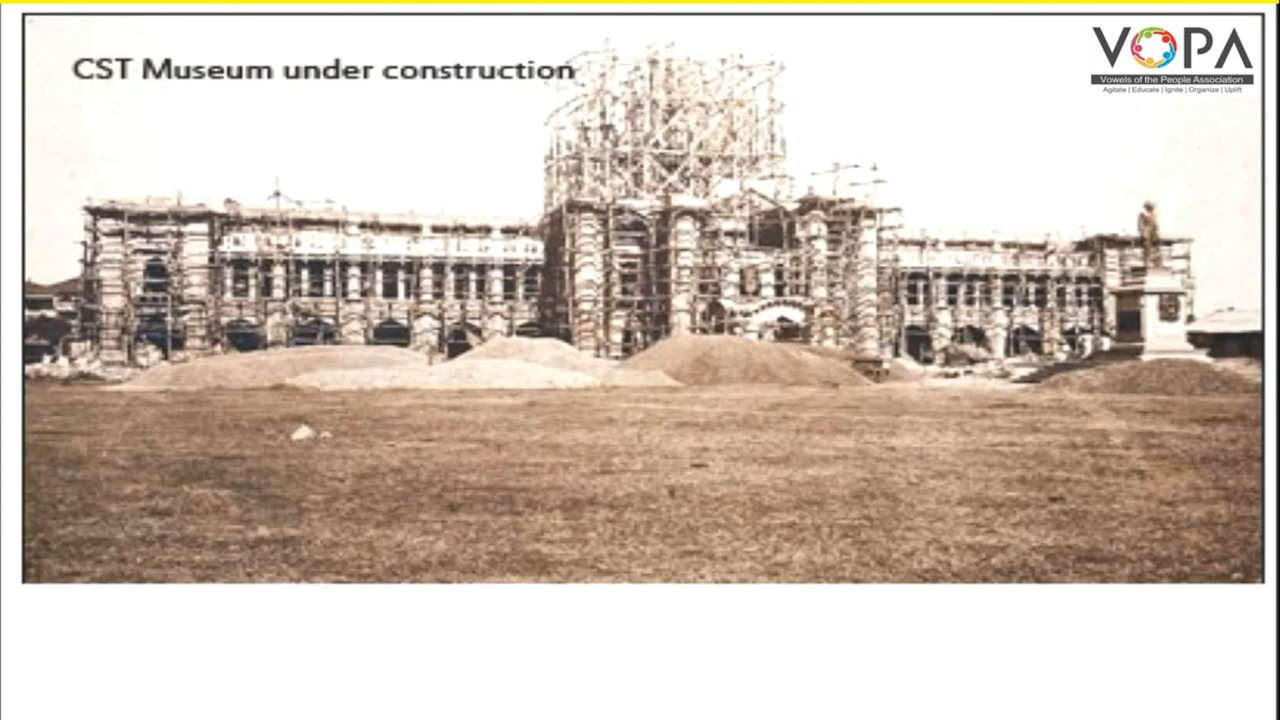 CST Museum under construction
VOPA
Vowels of the People Association
Agitate | Educate | Ignite | Organize | Uplift